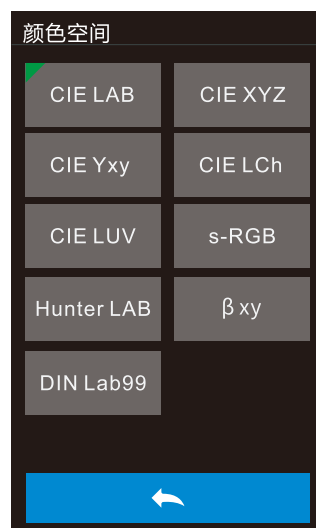 颜色空间
CIE LAB
CIE XYZ
CIE Yxy
CIE LCh
CIE LUV
s-RGB
Hunter LAB
β xy
DIN Lab99